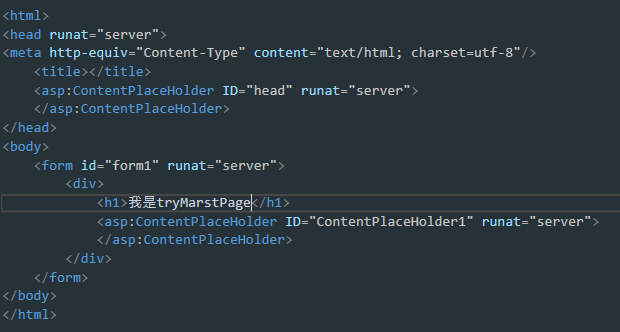 <html>
<head runat="server">
<meta http-equiv="Content-Type" content="text/html; charset=utf-8"/>
    <title></title>
    <asp:ContentPlaceHolder ID="head" runat="server">
    </asp:ContentPlaceHolder>
</head>
<body>
    <form id="form1" runat="server">
        <div>
            <h1>我是tryMarstPage</h1>
            <asp:ContentPlaceHolder ID="ContentPlaceHolder1" runat="server">
            </asp:ContentPlaceHolder>
        </div>
    </form>
</body>
</html>